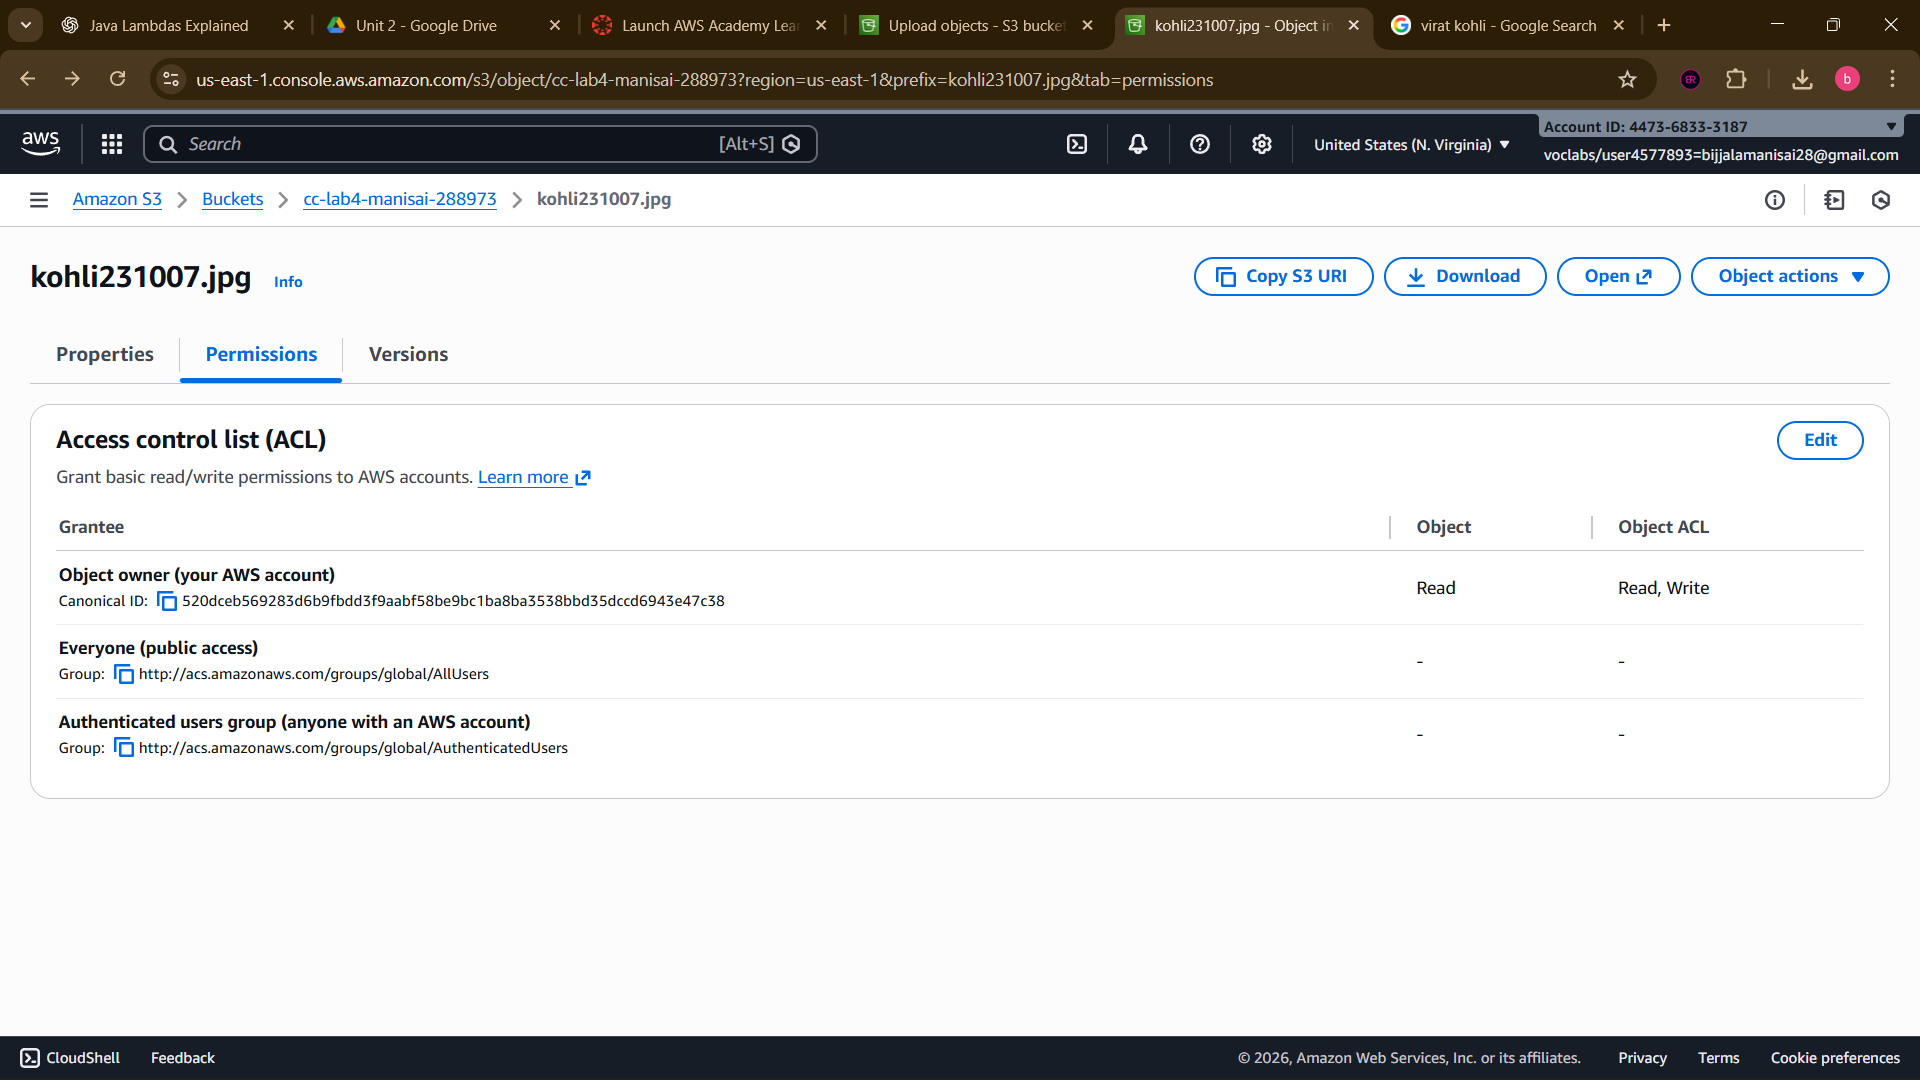 Java Lambdas Explained
Unit 2 - Google Drive
Launch AWS Academy Lea
Upload objects - S3 bucket
kohli231007.jpg - Object in
virat kohli - Google Search
us-east-1.console.aws.amazon.com/s3/object/cc-lab4-manisai-288973?region=us-east-1&prefix=kohli231007.jpg&tab=permissions
b
aws
Search
[Alt+S]
United States (N. Virginia)
Account ID: 4473-6833-3187
voclabs/user4577893=bijjalamanisai28@gmail.com
Amazon S3
Buckets
cc-lab4-manisai-288973
kohli231007.jpg
kohli231007.jpg
Info
Copy S3 URI
Download
Open
Object actions
Properties
Permissions
Versions
Access control list (ACL)
Edit
Grant basic read/write permissions to AWS accounts. Learn more
Grantee
Object
Object ACL
Object owner (your AWS account)
Canonical ID: 520dceb569283d6b9fbdd3f9aabf58be9bc1ba8ba3538bbd35dccd6943e47c38
Read
Read, Write
Everyone (public access)
Group: http://acs.amazonaws.com/groups/global/AllUsers
-
-
Authenticated users group (anyone with an AWS account)
Group: http://acs.amazonaws.com/groups/global/AuthenticatedUsers
-
-
CloudShell
Feedback
© 2026, Amazon Web Services, Inc. or its affiliates.
Privacy
Terms
Cookie preferences